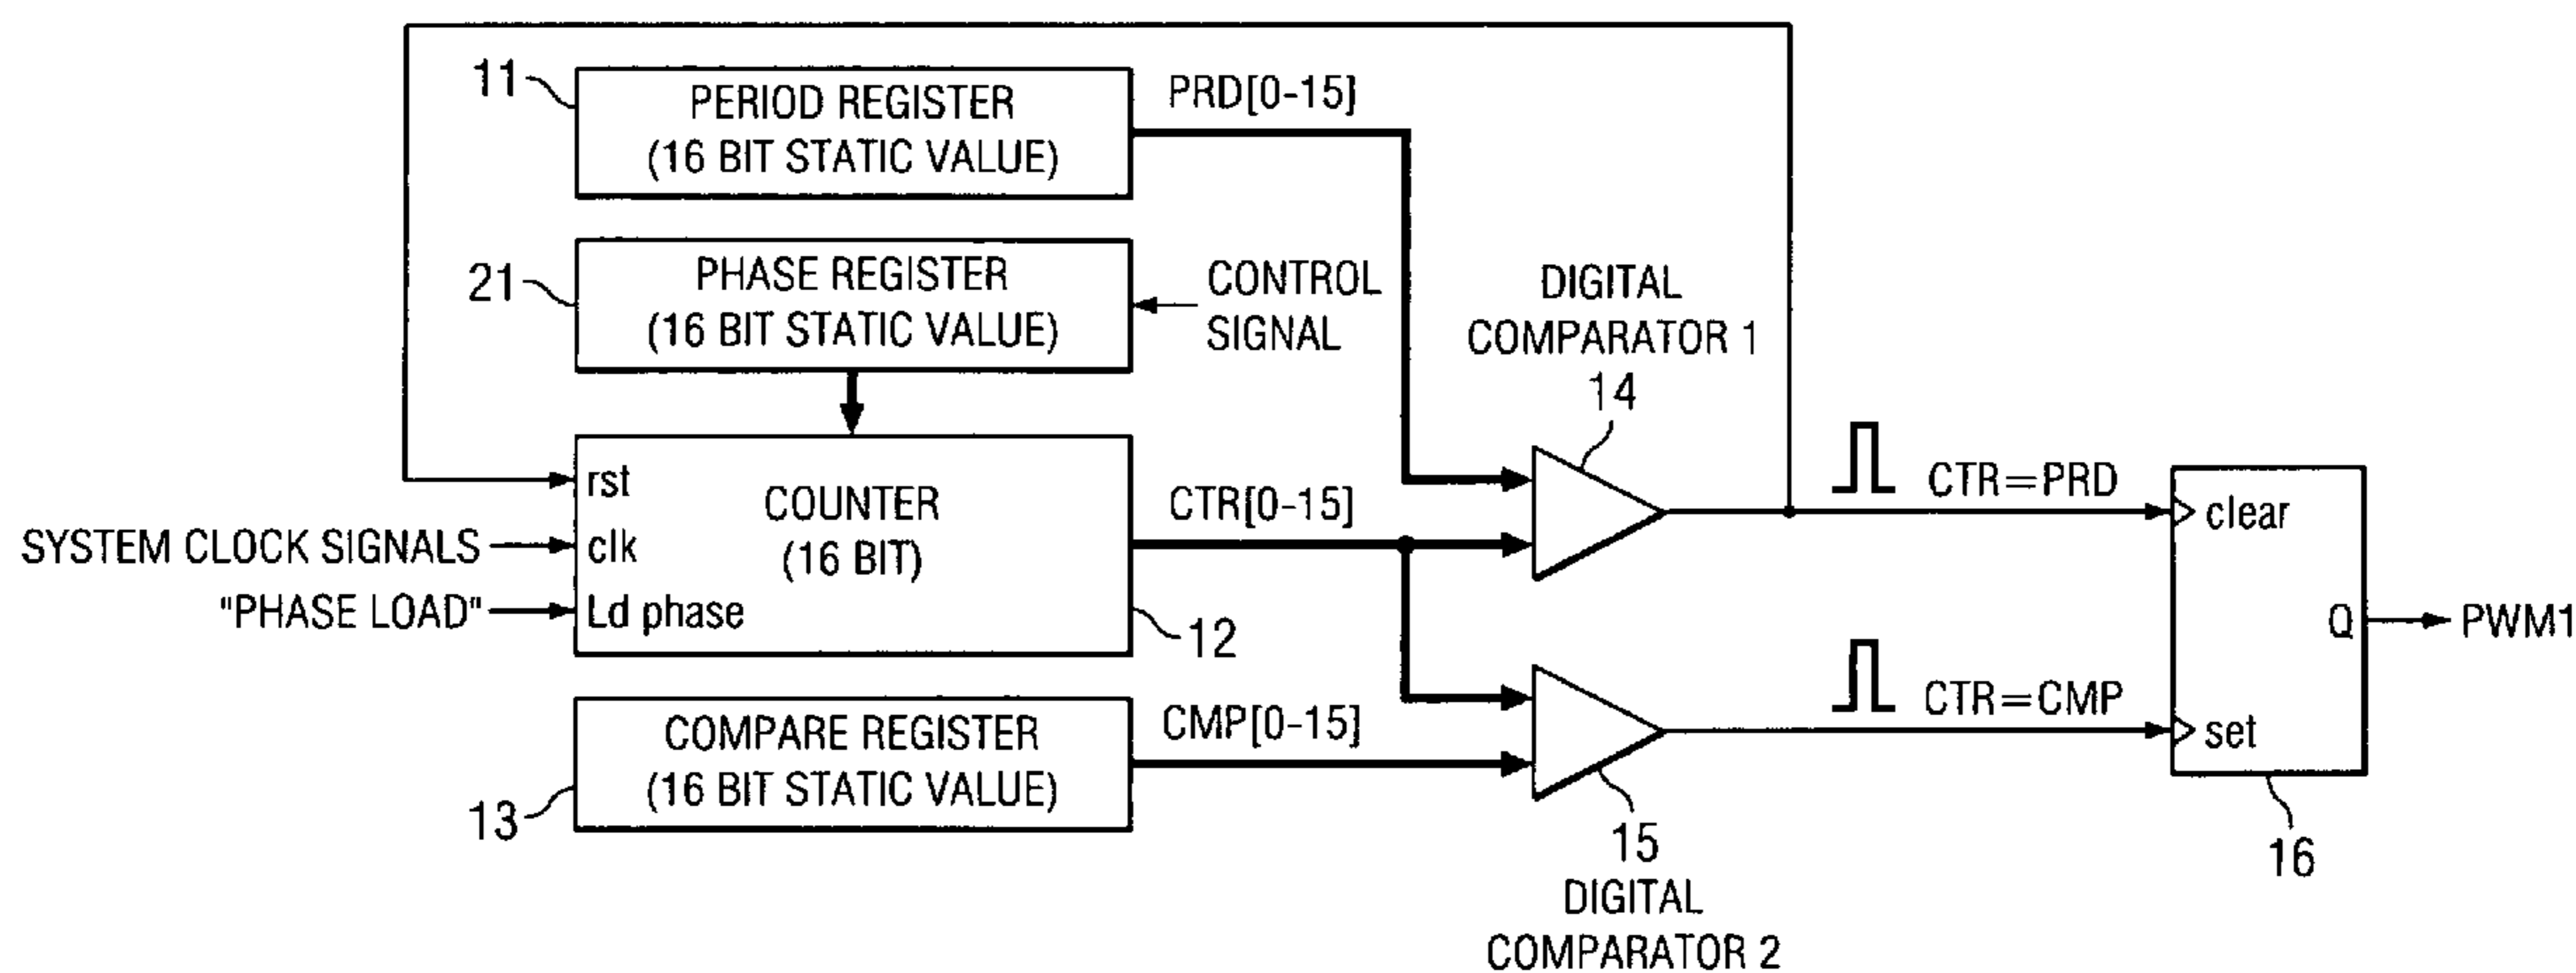 11
PERIOD REGISTER
(16 BIT STATIC VALUE)
PRD[0-15]
21
PHASE REGISTER
(16 BIT STATIC VALUE)
CONTROL
SIGNAL
DIGITAL
COMPARATOR 1
14
rst
COUNTER
(16 BIT)
clk
Ld phase
SYSTEM CLOCK SIGNALS
"PHASE LOAD"
12
CTR[0-15]
CTR=PRD
clear
Q
PWM1
set
16
13
COMPARE REGISTER
(16 BIT STATIC VALUE)
CMP[0-15]
CTR=CMP
15
DIGITAL
COMPARATOR 2